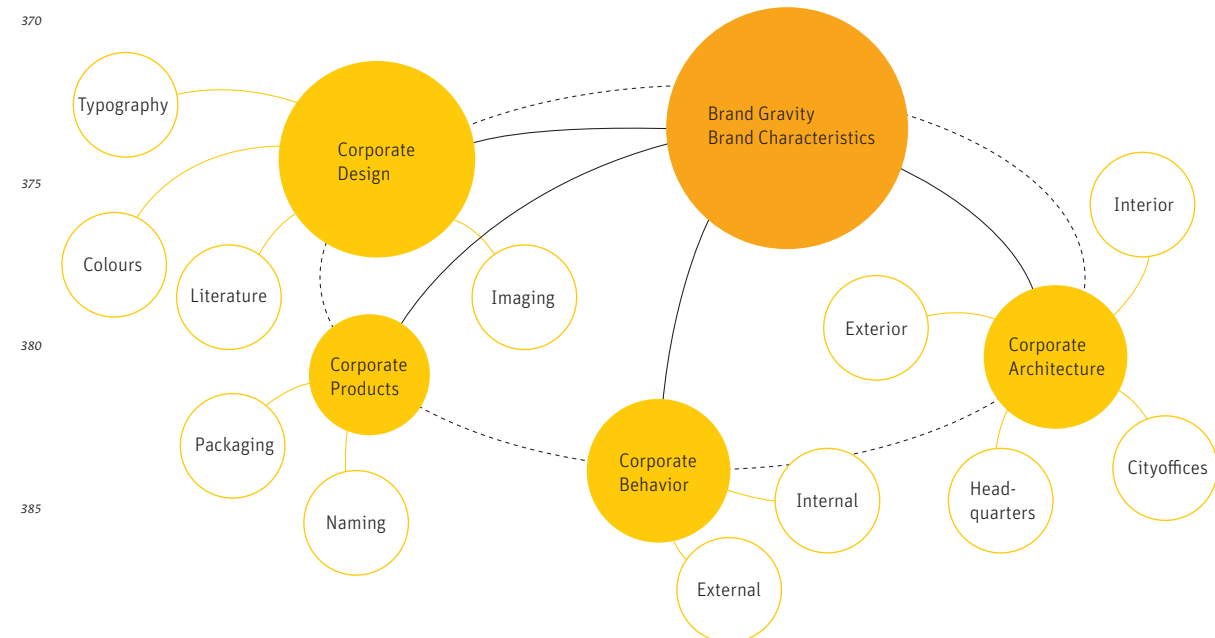 370
Brand Gravity
Brand Characteristics
Typography
Corporate
Design
375
Interior
Colours
Literature
Imaging
Exterior
380
Corporate
Architecture
Corporate
Products
Packaging
Corporate
Behavior
Cityoffices
Head-
quarters
Internal
385
Naming
External